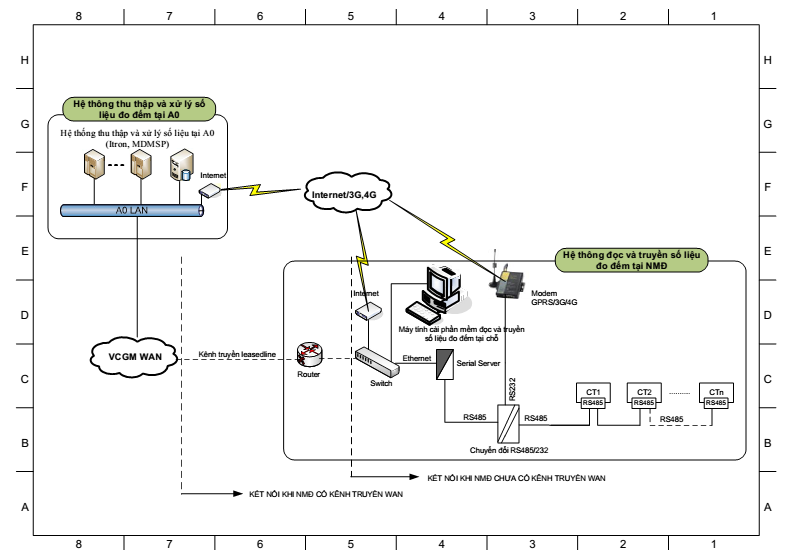 8 7 6 5 4 3 2 1
H H
Hệ thông thu thập và xử lý số
liệu đo đếm tại A0
G G
Hệ thống thu thập và xử lý số liệu tại A0
(Itron, MDMSP)
Internet
F F
Internet/3G,4G
A0 LAN
E E
Hệ thông đọc và truyền số liệu
đo đếm tại NMĐ
Internet
Modem
GPRS/3G/4G
D D
Máy tính cài phần mềm đọc và truyền
số liệu đo đếm tại chỗ
VCGM WAN
Kênh truyền leasedline
Ethernet
Serial Server
Router
Switch
C C
RS232
CT1 CT2 ........... CTn
RS485 RS485 RS485
RS485 RS485 RS485
B B
Chuyển đổi RS485/232
KẾT NỐI KHI NMĐ CHƯA CÓ KÊNH TRUYỀN WAN
KẾT NỐI KHI NMĐ CÓ KÊNH TRUYỀN WAN
A A
8 7 6 5 4 3 2 1